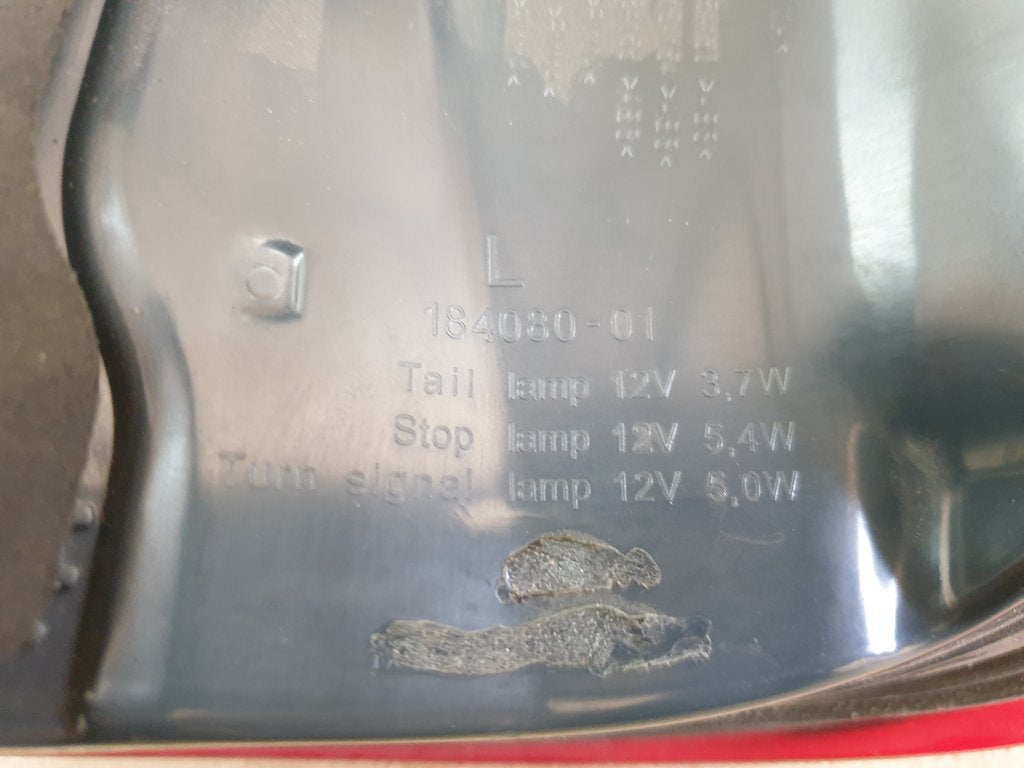 L
184080-01
Tail lamp 12V 3,7W
Stop lamp 12V 5,4W
Turn signal lamp 12V 5,0W